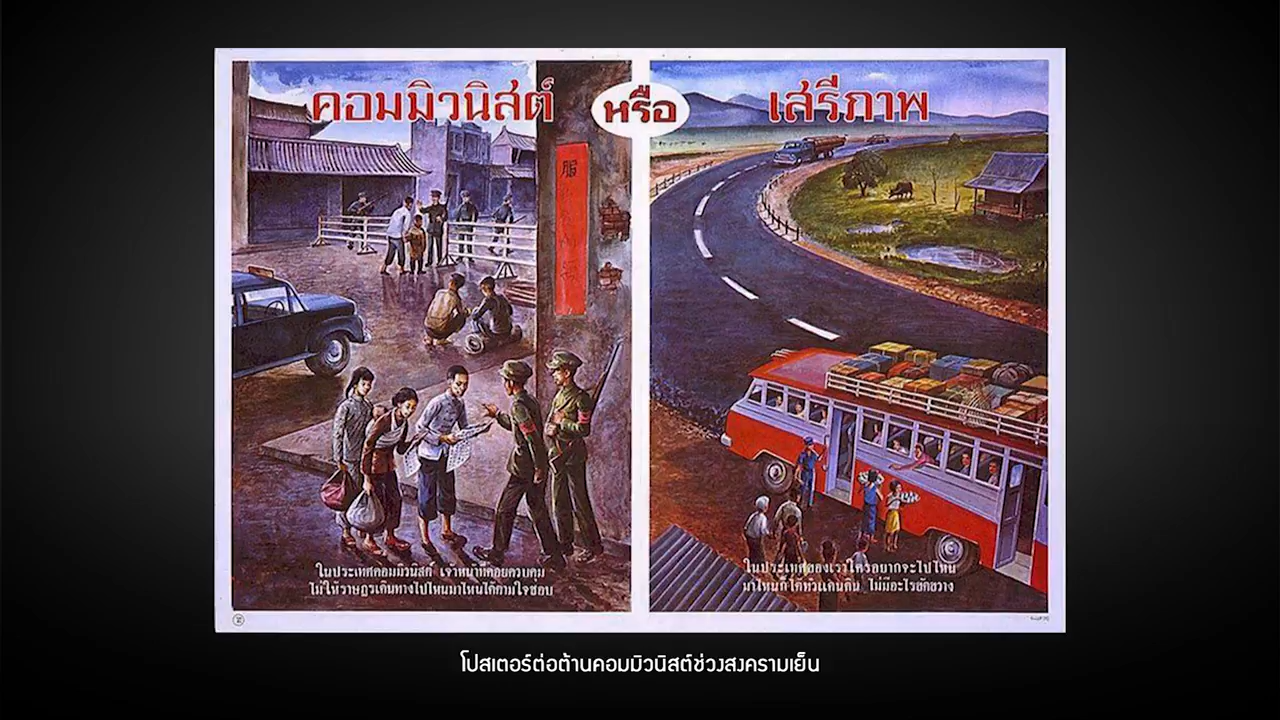 คอมมิวนิสต์ หรือ เสรีภาพ
ในประเทศคอมมิวนิสต์ เจ้าหน้าที่คอยควบคุม
ไม่ให้ราษฎรเดินทางไปไหนมาไหนได้ตามใจชอบ
ในประเทศของเราใครอยากจะไปไหน
มาไหนก็ได้ทั่วแคนดิน ไม่มีอะไรขัดขวาง
โปสเตอร์ต่อต้านคอมมิวนิสต์ช่วงสงครามเย็น